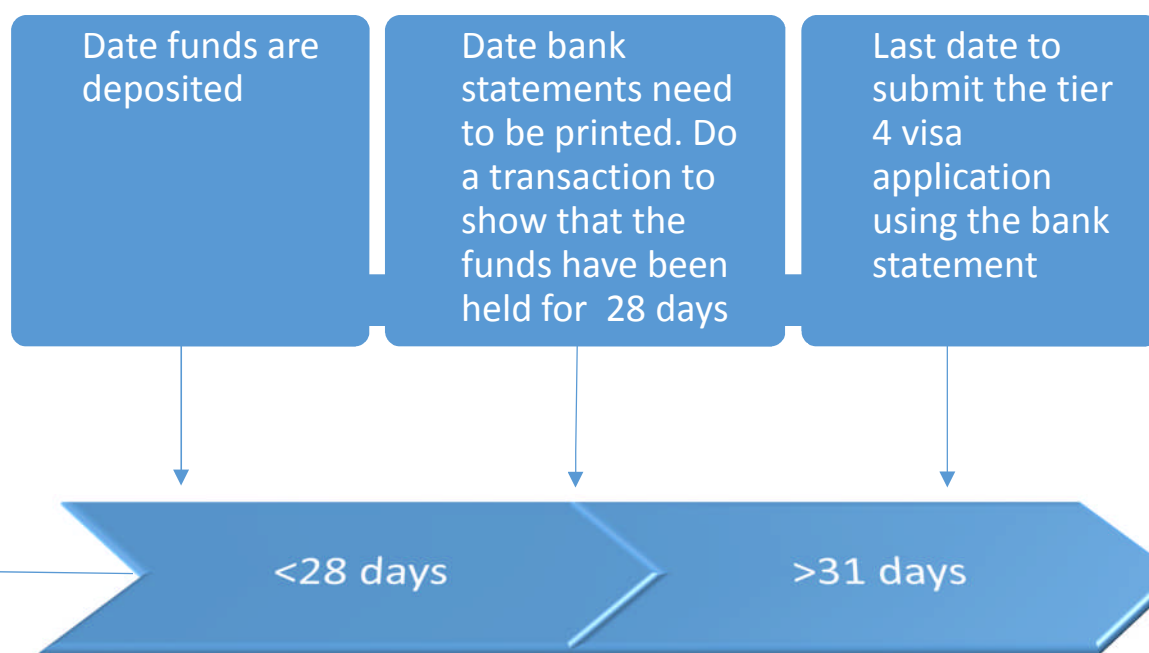 Date funds are
deposited
Date bank
statements need
to be printed. Do
a transaction to
show that the
funds have been
held for  28 days
Last date to
submit the tier
4 visa
application
using the bank
statement
<28 days
>31 days